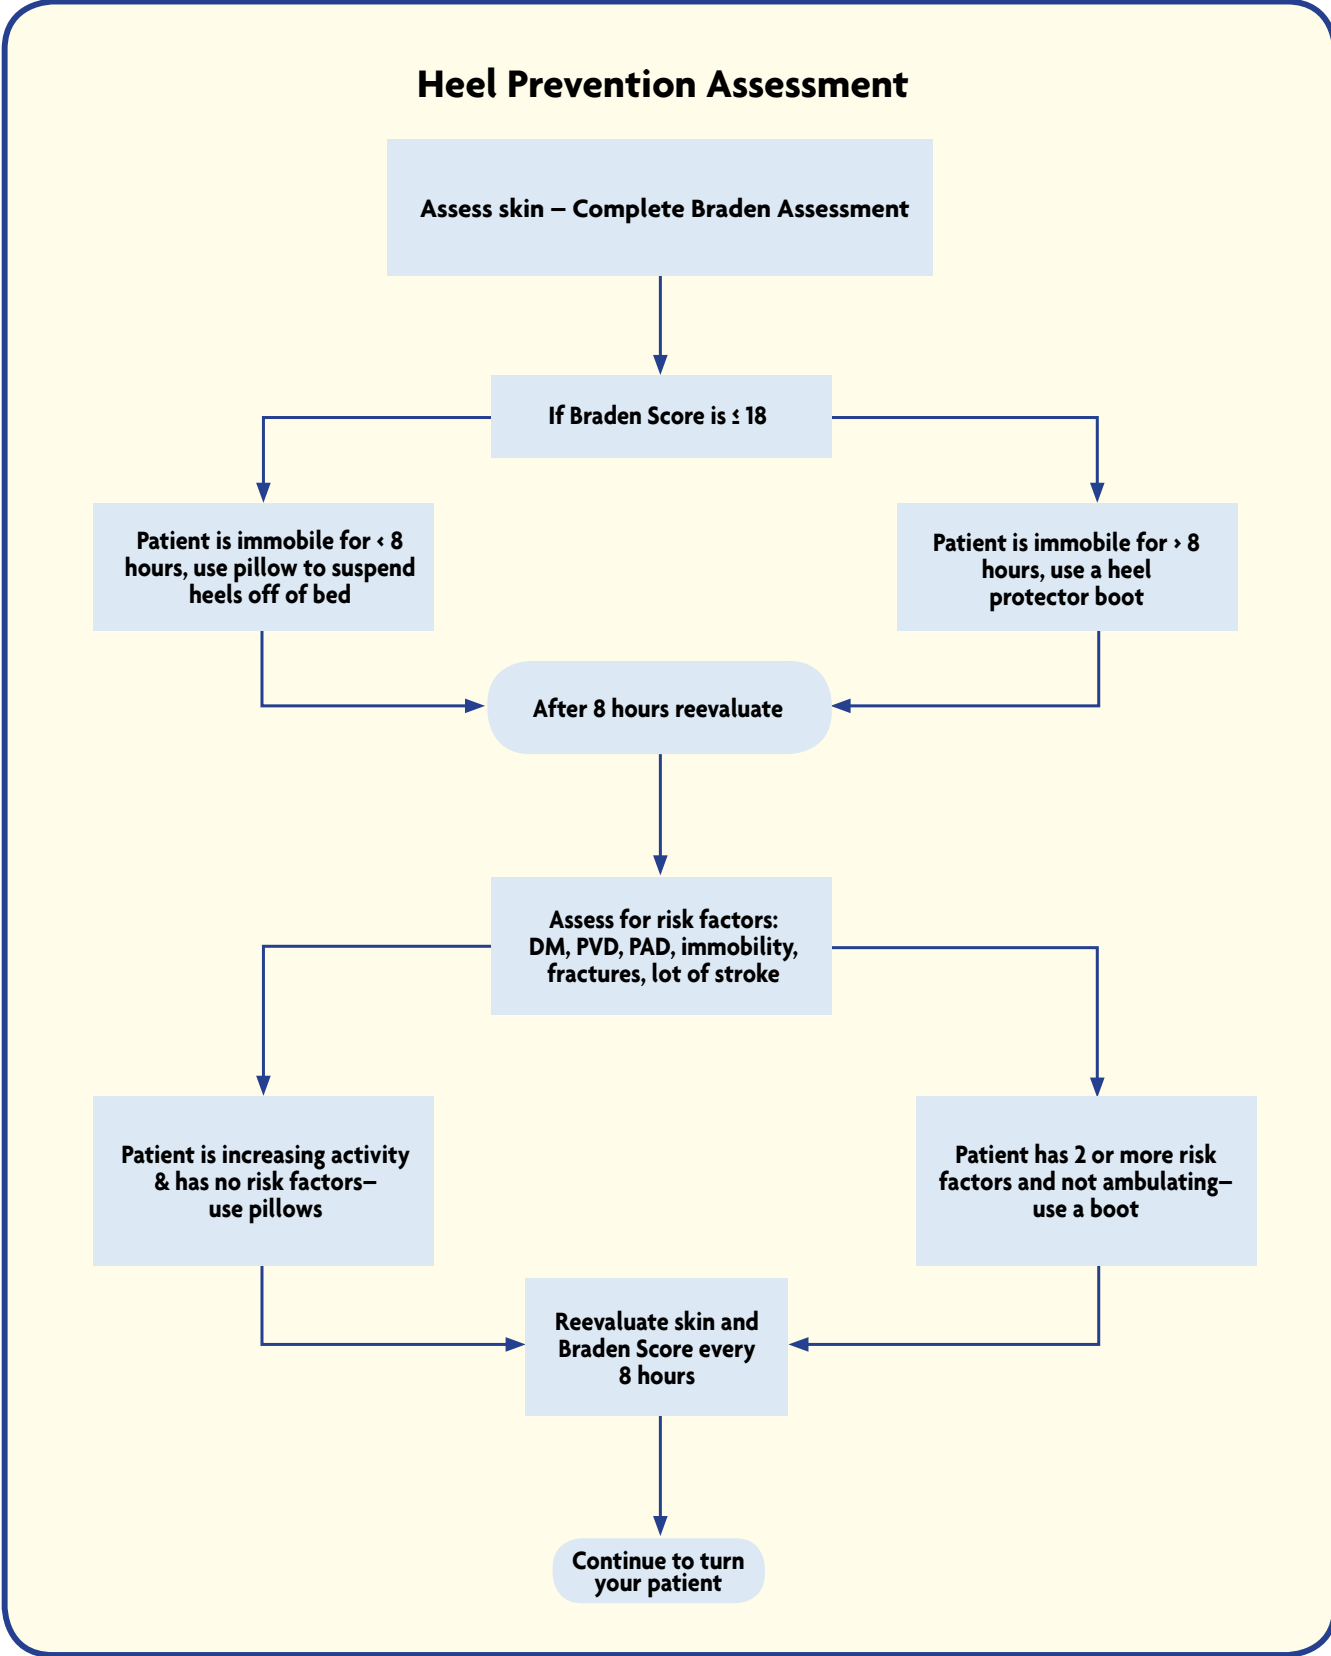 Heel Prevention Assessment
Assess skin – Complete Braden Assessment
If Braden Score is ≤ 18
Patient is immobile for < 8
hours, use pillow to suspend
heels off of bed
Patient is immobile for > 8
hours, use a heel
protector boot
After 8 hours reevaluate
Assess for risk factors:
DM, PVD, PAD, immobility,
fractures, lot of stroke
Patient is increasing activity
& has no risk factors–
use pillows
Patient has 2 or more risk
factors and not ambulating–
use a boot
Reevaluate skin and
Braden Score every
8 hours
Continue to turn
your patient